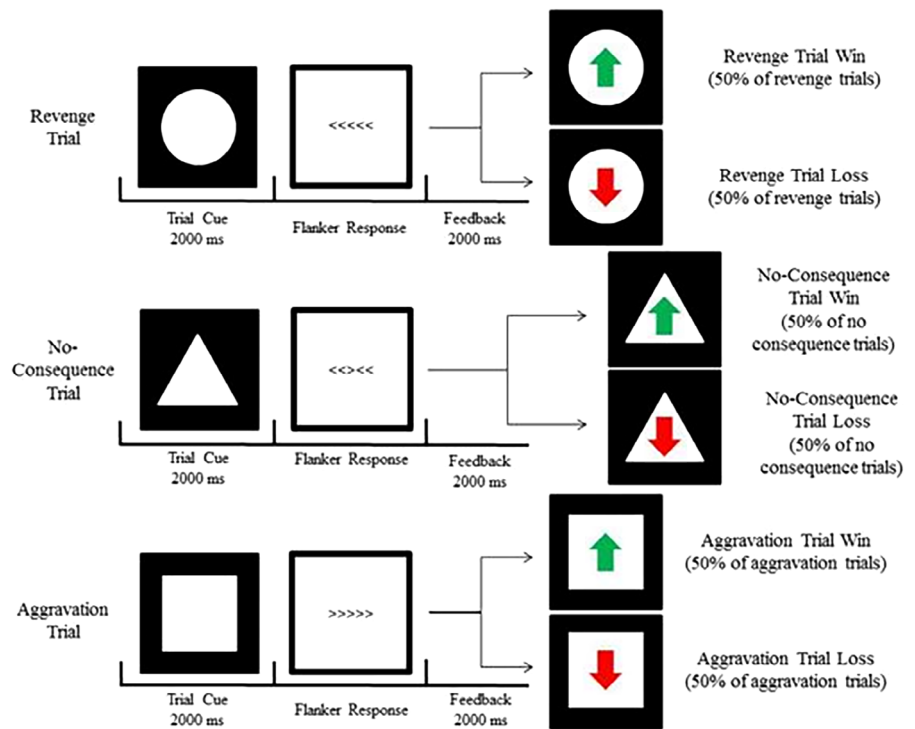 Revenge
Trial
<<<<<
Trial Cue
2000 ms
Flanker Response
Feedback
2000 ms
Revenge Trial Win
(50% of revenge trials)
Revenge Trial Loss
(50% of revenge trials)
No-
Consequence
Trial
<<><<
Trial Cue
2000 ms
Flanker Response
Feedback
2000 ms
No-Consequence
Trial Win
(50% of no
consequence trials)
No-Consequence
Trial Loss
(50% of no
consequence trials)
Aggravation
Trial
>>>>>
Trial Cue
2000 ms
Flanker Response
Feedback
2000 ms
Aggravation Trial Win
(50% of aggravation trials)
Aggravation Trial Loss
(50% of aggravation trials)